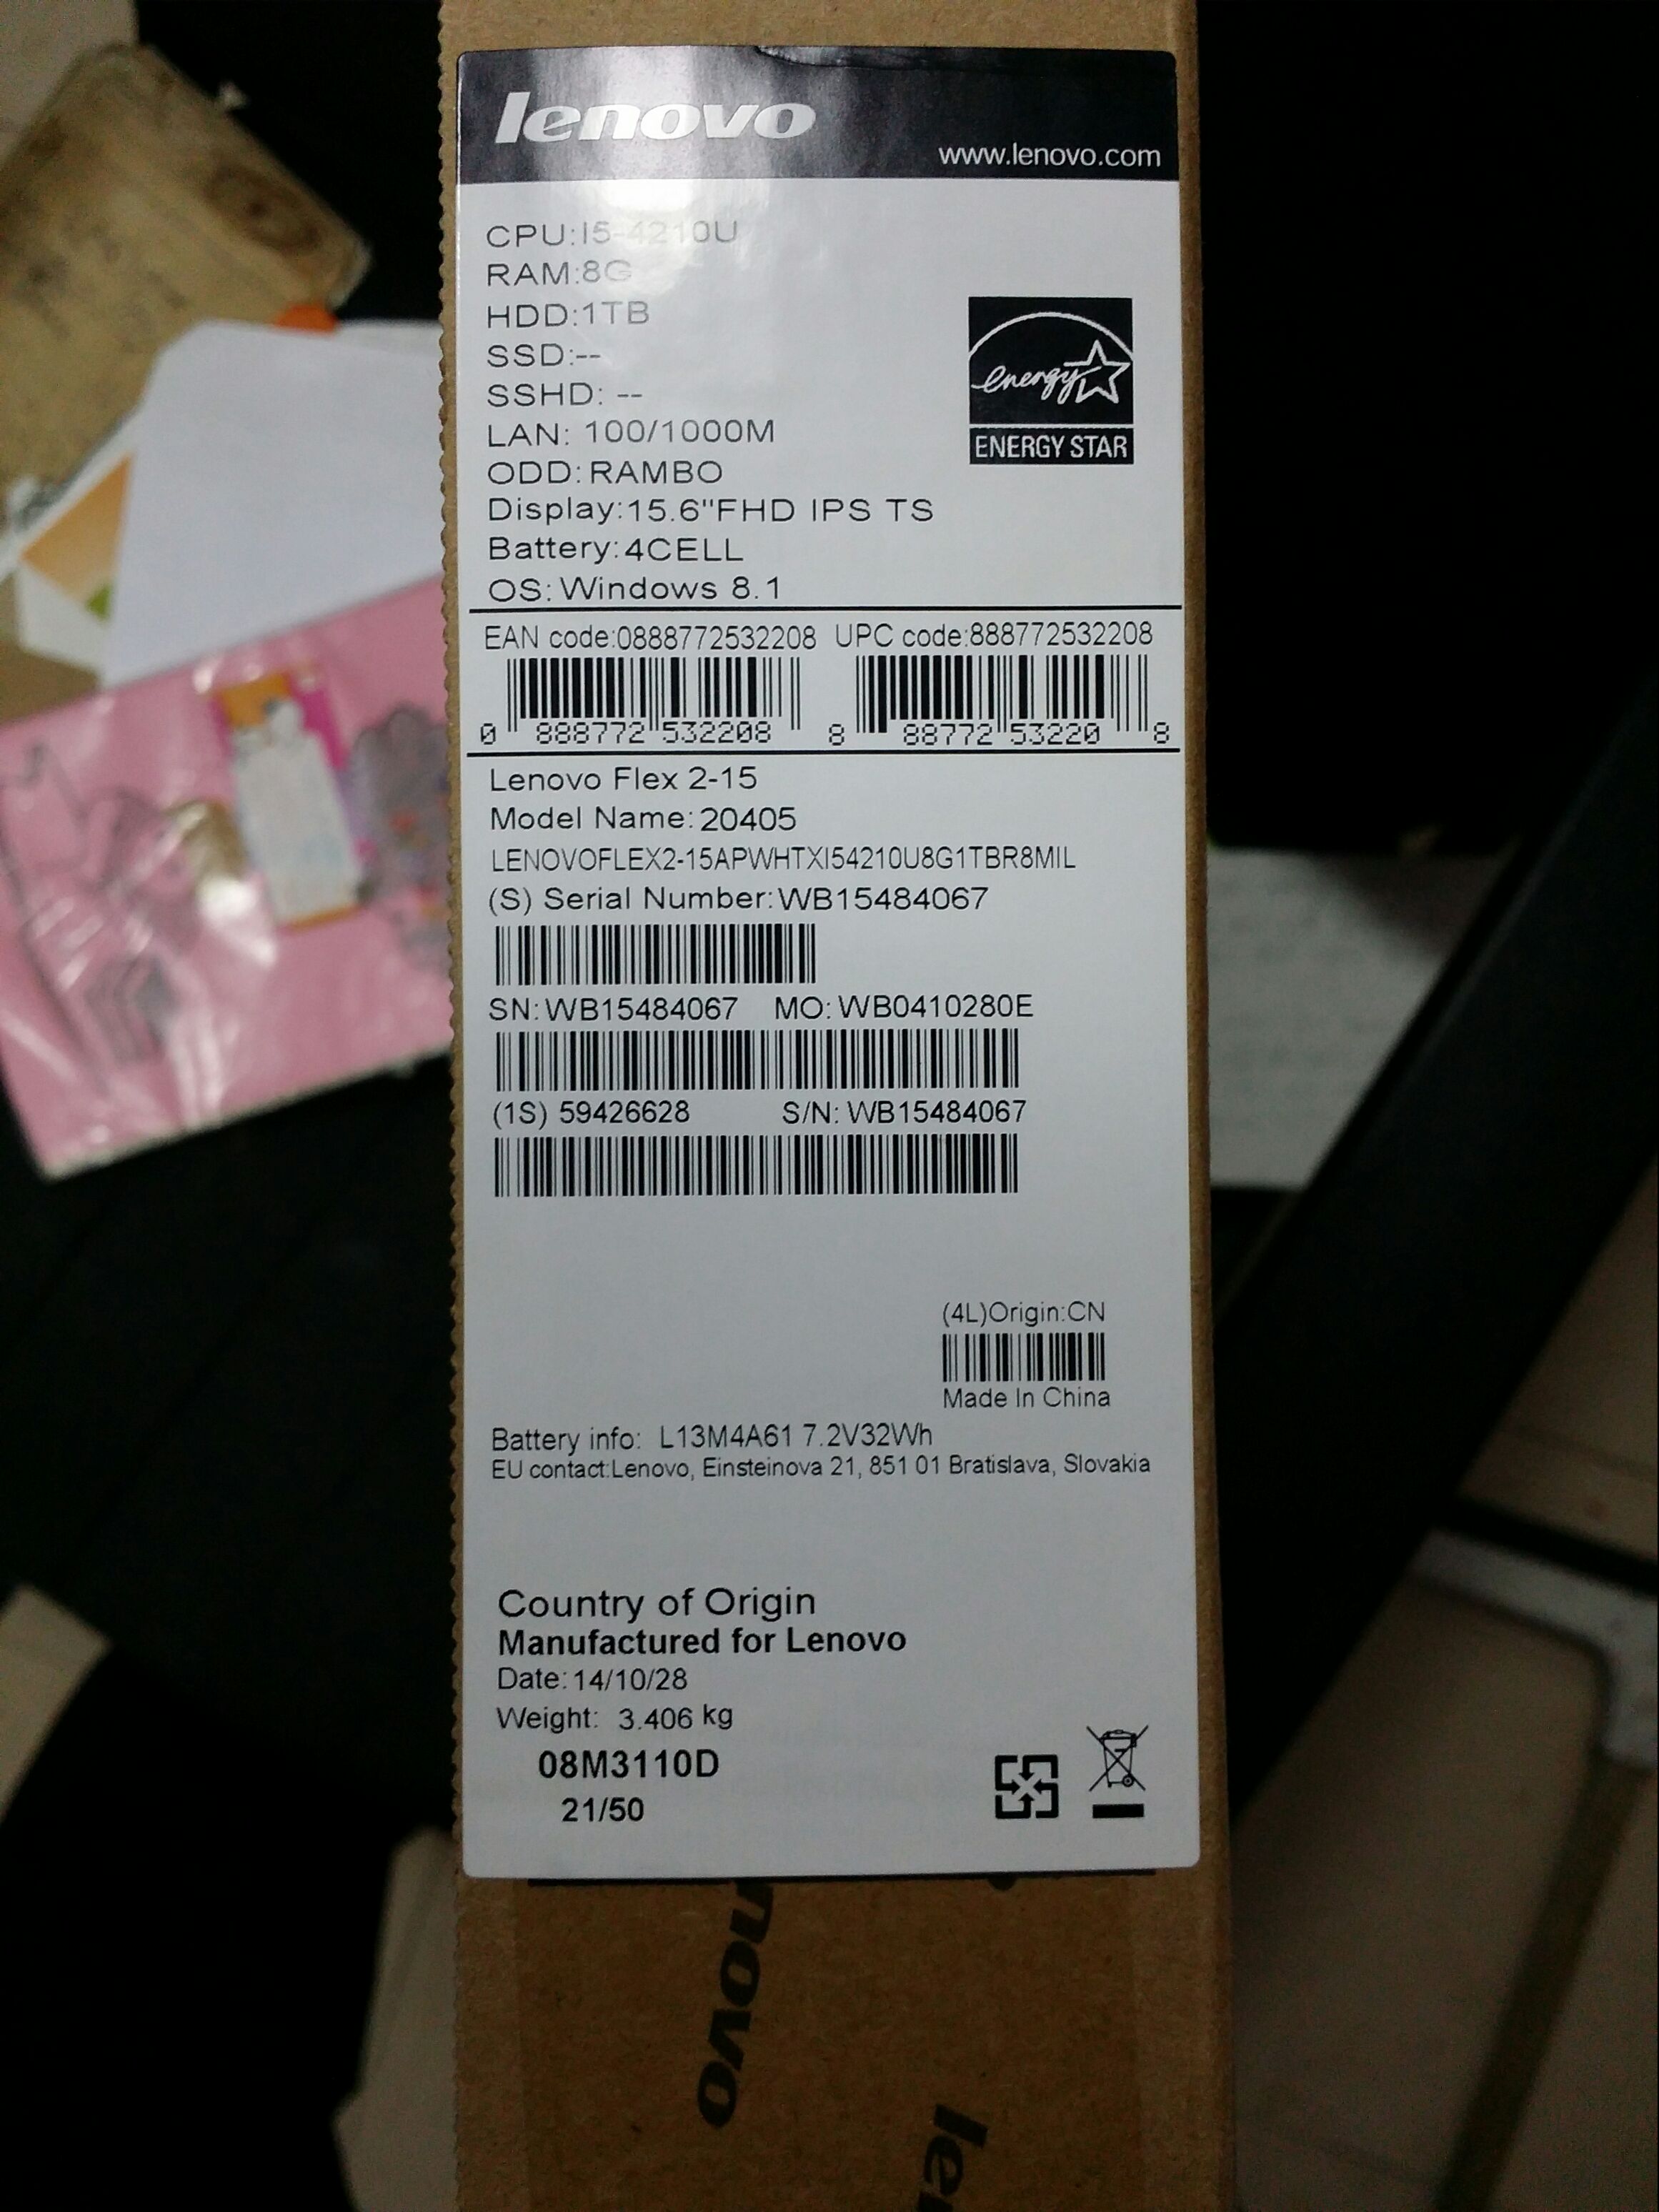 lenovo
www.lenovo.com
CPU:I5-4210U
RAM:8G
HDD:1TB
SSD:--
SSHD: --
LAN: 100/1000M
ODD: RAMBO
Display:15.6"FHD IPS TS
Battery:4CELL
OS:Windows 8.1
energy
ENERGY STAR
EAN code:0888772532208 UPC code:888772532208
0 888772 532208 8 88772 53220 8
Lenovo Flex 2-15
Model Name: 20405
LENOVOFLEX2-15APWHTXI54210U8G1TBR8MIL
(S) Serial Number:WB15484067
SN:WB15484067 MO:WB0410280E
(1S) 59426628 S/N: WB15484067
(4L)Origin:CN
Made In China
Battery info: L13M4A61 7.2V32Wh
EU contact:Lenovo, Einsteinova 21, 851 01 Bratislava, Slovakia
Country of Origin
Manufactured for Lenovo
Date:14/10/28
Weight: 3.406 kg
08M3110D
21/50
novo
le